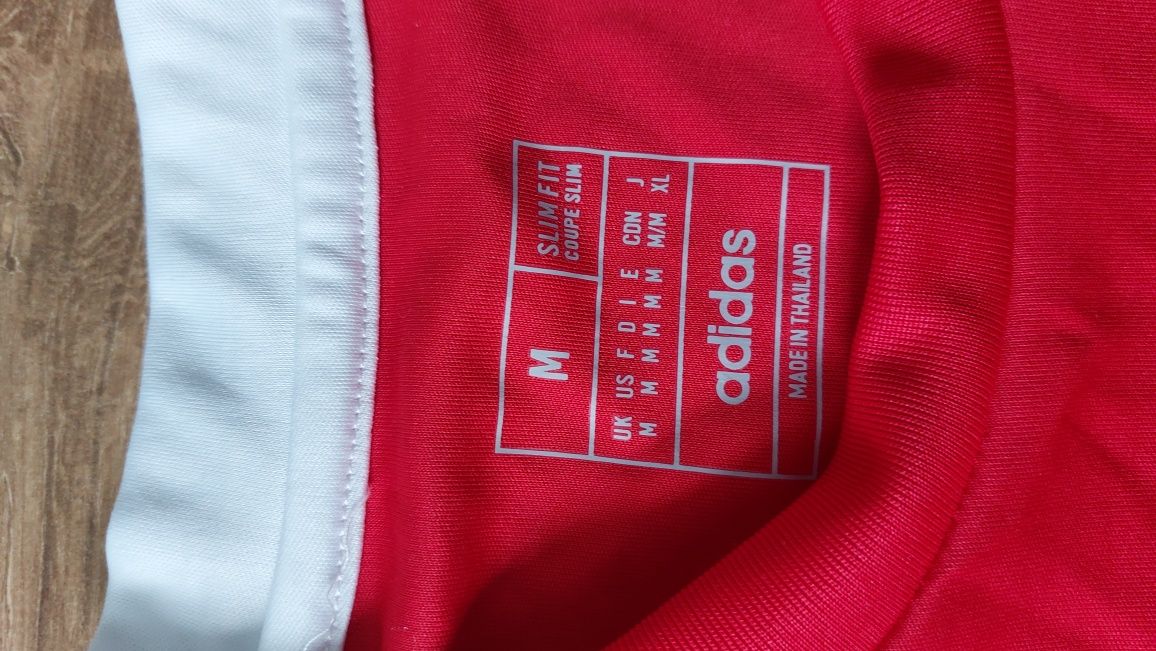 M
SLIM FIT
COUPE SLIM
UK US F D I E CDN J
M M M M M M M/M XL
adidas
MADE IN THAILAND